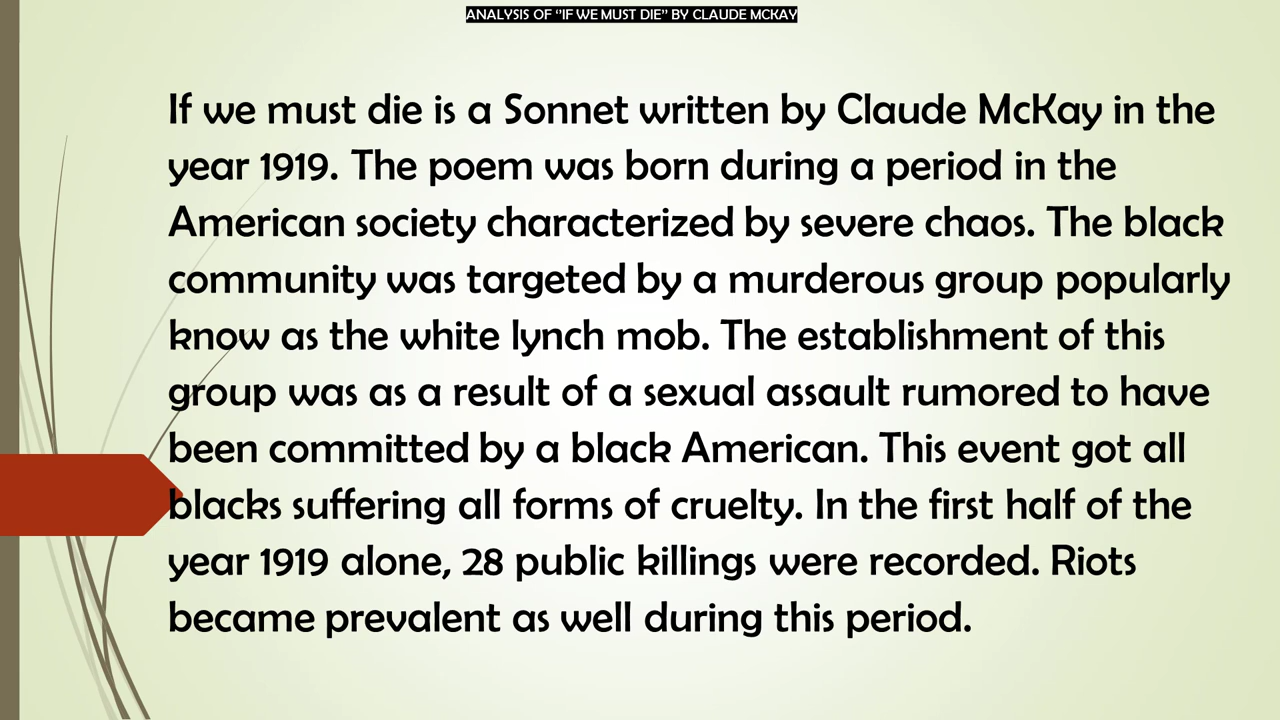 ANALYSIS OF ‘’IF WE MUST DIE’’ BY CLAUDE MCKAY
If we must die is a Sonnet written by Claude McKay in the
year 1919. The poem was born during a period in the
American society characterized by severe chaos. The black
community was targeted by a murderous group popularly
know as the white lynch mob. The establishment of this
group was as a result of a sexual assault rumored to have
been committed by a black American. This event got all
blacks suffering all forms of cruelty. In the first half of the
year 1919 alone, 28 public killings were recorded. Riots
became prevalent as well during this period.